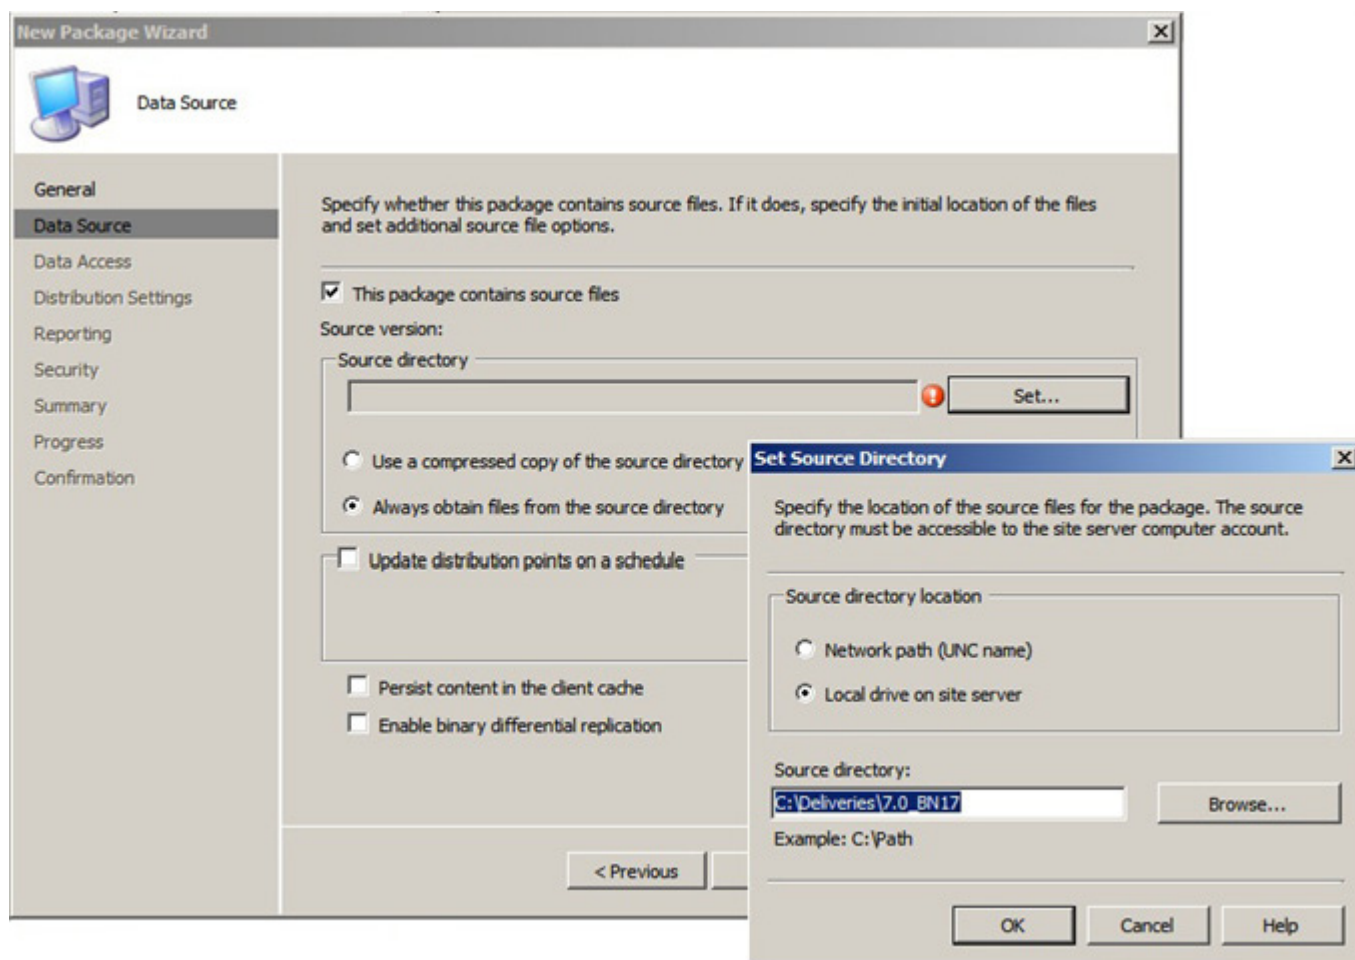 New Package Wizard
Data Source
General
Data Source
Data Access
Distribution Settings
Reporting
Security
Summary
Progress
Confirmation
Specify whether this package contains source files. If it does, specify the initial location of the files
and set additional source file options.
This package contains source files
Source version:
Source directory
Set...
Use a compressed copy of the source directory
Always obtain files from the source directory
Update distribution points on a schedule
Persist content in the client cache
Enable binary differential replication
< Previous
Set Source Directory
Specify the location of the source files for the package. The source
directory must be accessible to the site server computer account.
Source directory location
Network path (UNC name)
Local drive on site server
Source directory:
C:\Deliveries\7.0_BN17
Browse...
Example: C:\Path
OK
Cancel
Help